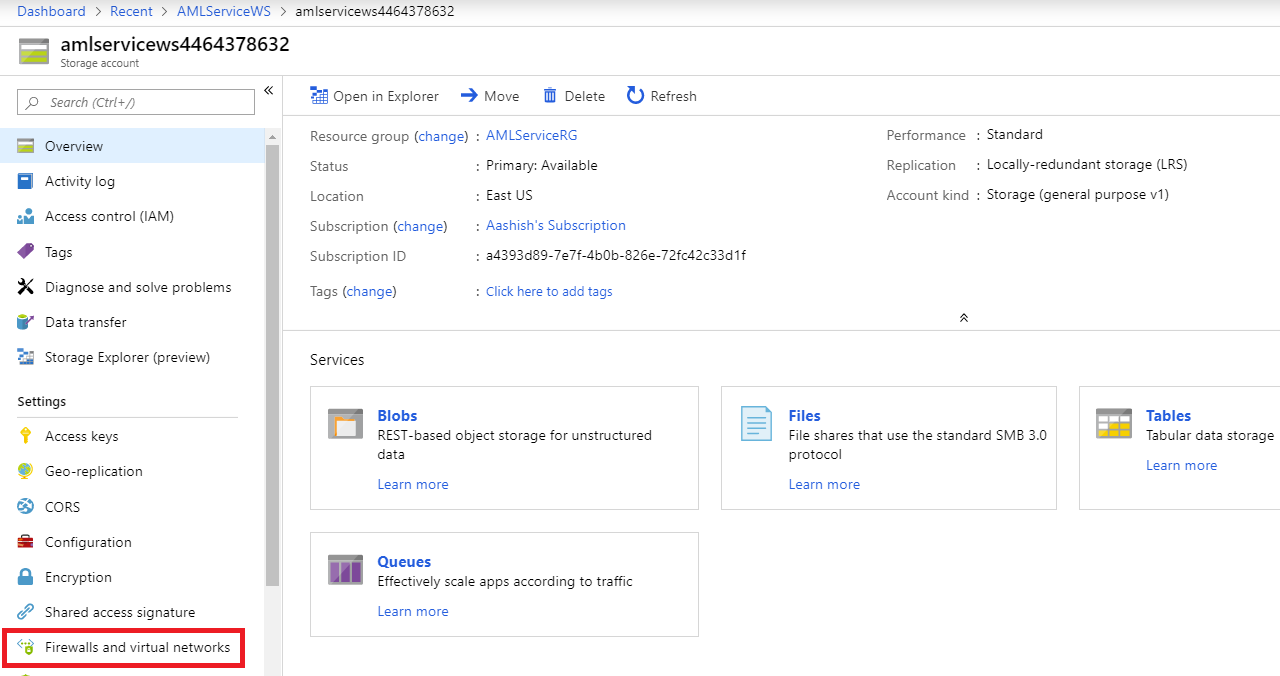 Dashboard > Recent > AMLServiceWS > amlservicews4464378632
amlservicews4464378632
Storage account
Search (Ctrl+/)
«
Overview
Activity log
Access control (IAM)
Tags
Diagnose and solve problems
Data transfer
Storage Explorer (preview)
Settings
Access keys
Geo-replication
CORS
Configuration
Encryption
Shared access signature
Firewalls and virtual networks
Open in Explorer Move Delete Refresh
Resource group (change) : AMLServiceRG
Status : Primary: Available
Location : East US
Subscription (change) : Aashish's Subscription
Subscription ID : a4393d89-7e7f-4b0b-826e-72fc42c33d1f
Tags (change) : Click here to add tags
Performance : Standard
Replication : Locally-redundant storage (LRS)
Account kind : Storage (general purpose v1)
Services
Blobs
REST-based object storage for unstructured
data
Learn more
Files
File shares that use the standard SMB 3.0
protocol
Learn more
Tables
Tabular data storage
Learn more
Queues
Effectively scale apps according to traffic
Learn more